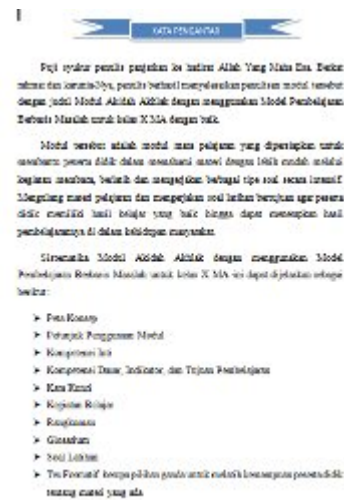 KATA PENGANTAR
Puji syukur penulis panjatkan ke hadirat Allah Yang Maha Esa. Berkat
rahmat dan karunia-Nya, penulis berhasil menyelesaikan penulisan modul tersebut
dengan judul Modul Akidah Akhlak dengan menggunakan Model Pembelajaran
Berbasis Masalah untuk kelas X MA dengan baik.
Modul tersebut adalah modul mata pelajaran yang dipersiapkan untuk
membantu peserta didik dalam memahami materi dengan lebih mudah melalui
kegiatan membaca, berlatih dan mengerjakan berbagai tipe soal secara intensif.
Mengulang materi pelajaran dan mengerjakan soal latihan bertujuan agar peserta
didik memiliki hasil belajar yang baik hingga dapat menerapkan hasil
pembelajarannya di dalam kehidupan masyarakat.
Sistematika Modul Akidah Akhlak dengan menggunakan Model
Pembelajaran Berbasis Masalah untuk kelas X MA ini dapat dijelaskan sebagai
berikut:
➢ Peta Konsep
➢ Petunjuk Penggunaan Modul
➢ Kompetensi Inti
➢ Kompetensi Dasar, Indikator, dan Tujuan Pembelajaran
➢ Kata Kunci
➢ Kegiatan Belajar
➢ Rangkuman
➢ Glosarium
➢ Soal Latihan
➢ Tes Formatif berupa pilihan ganda untuk melatih kemampuan peserta didik
tentang materi yang ada